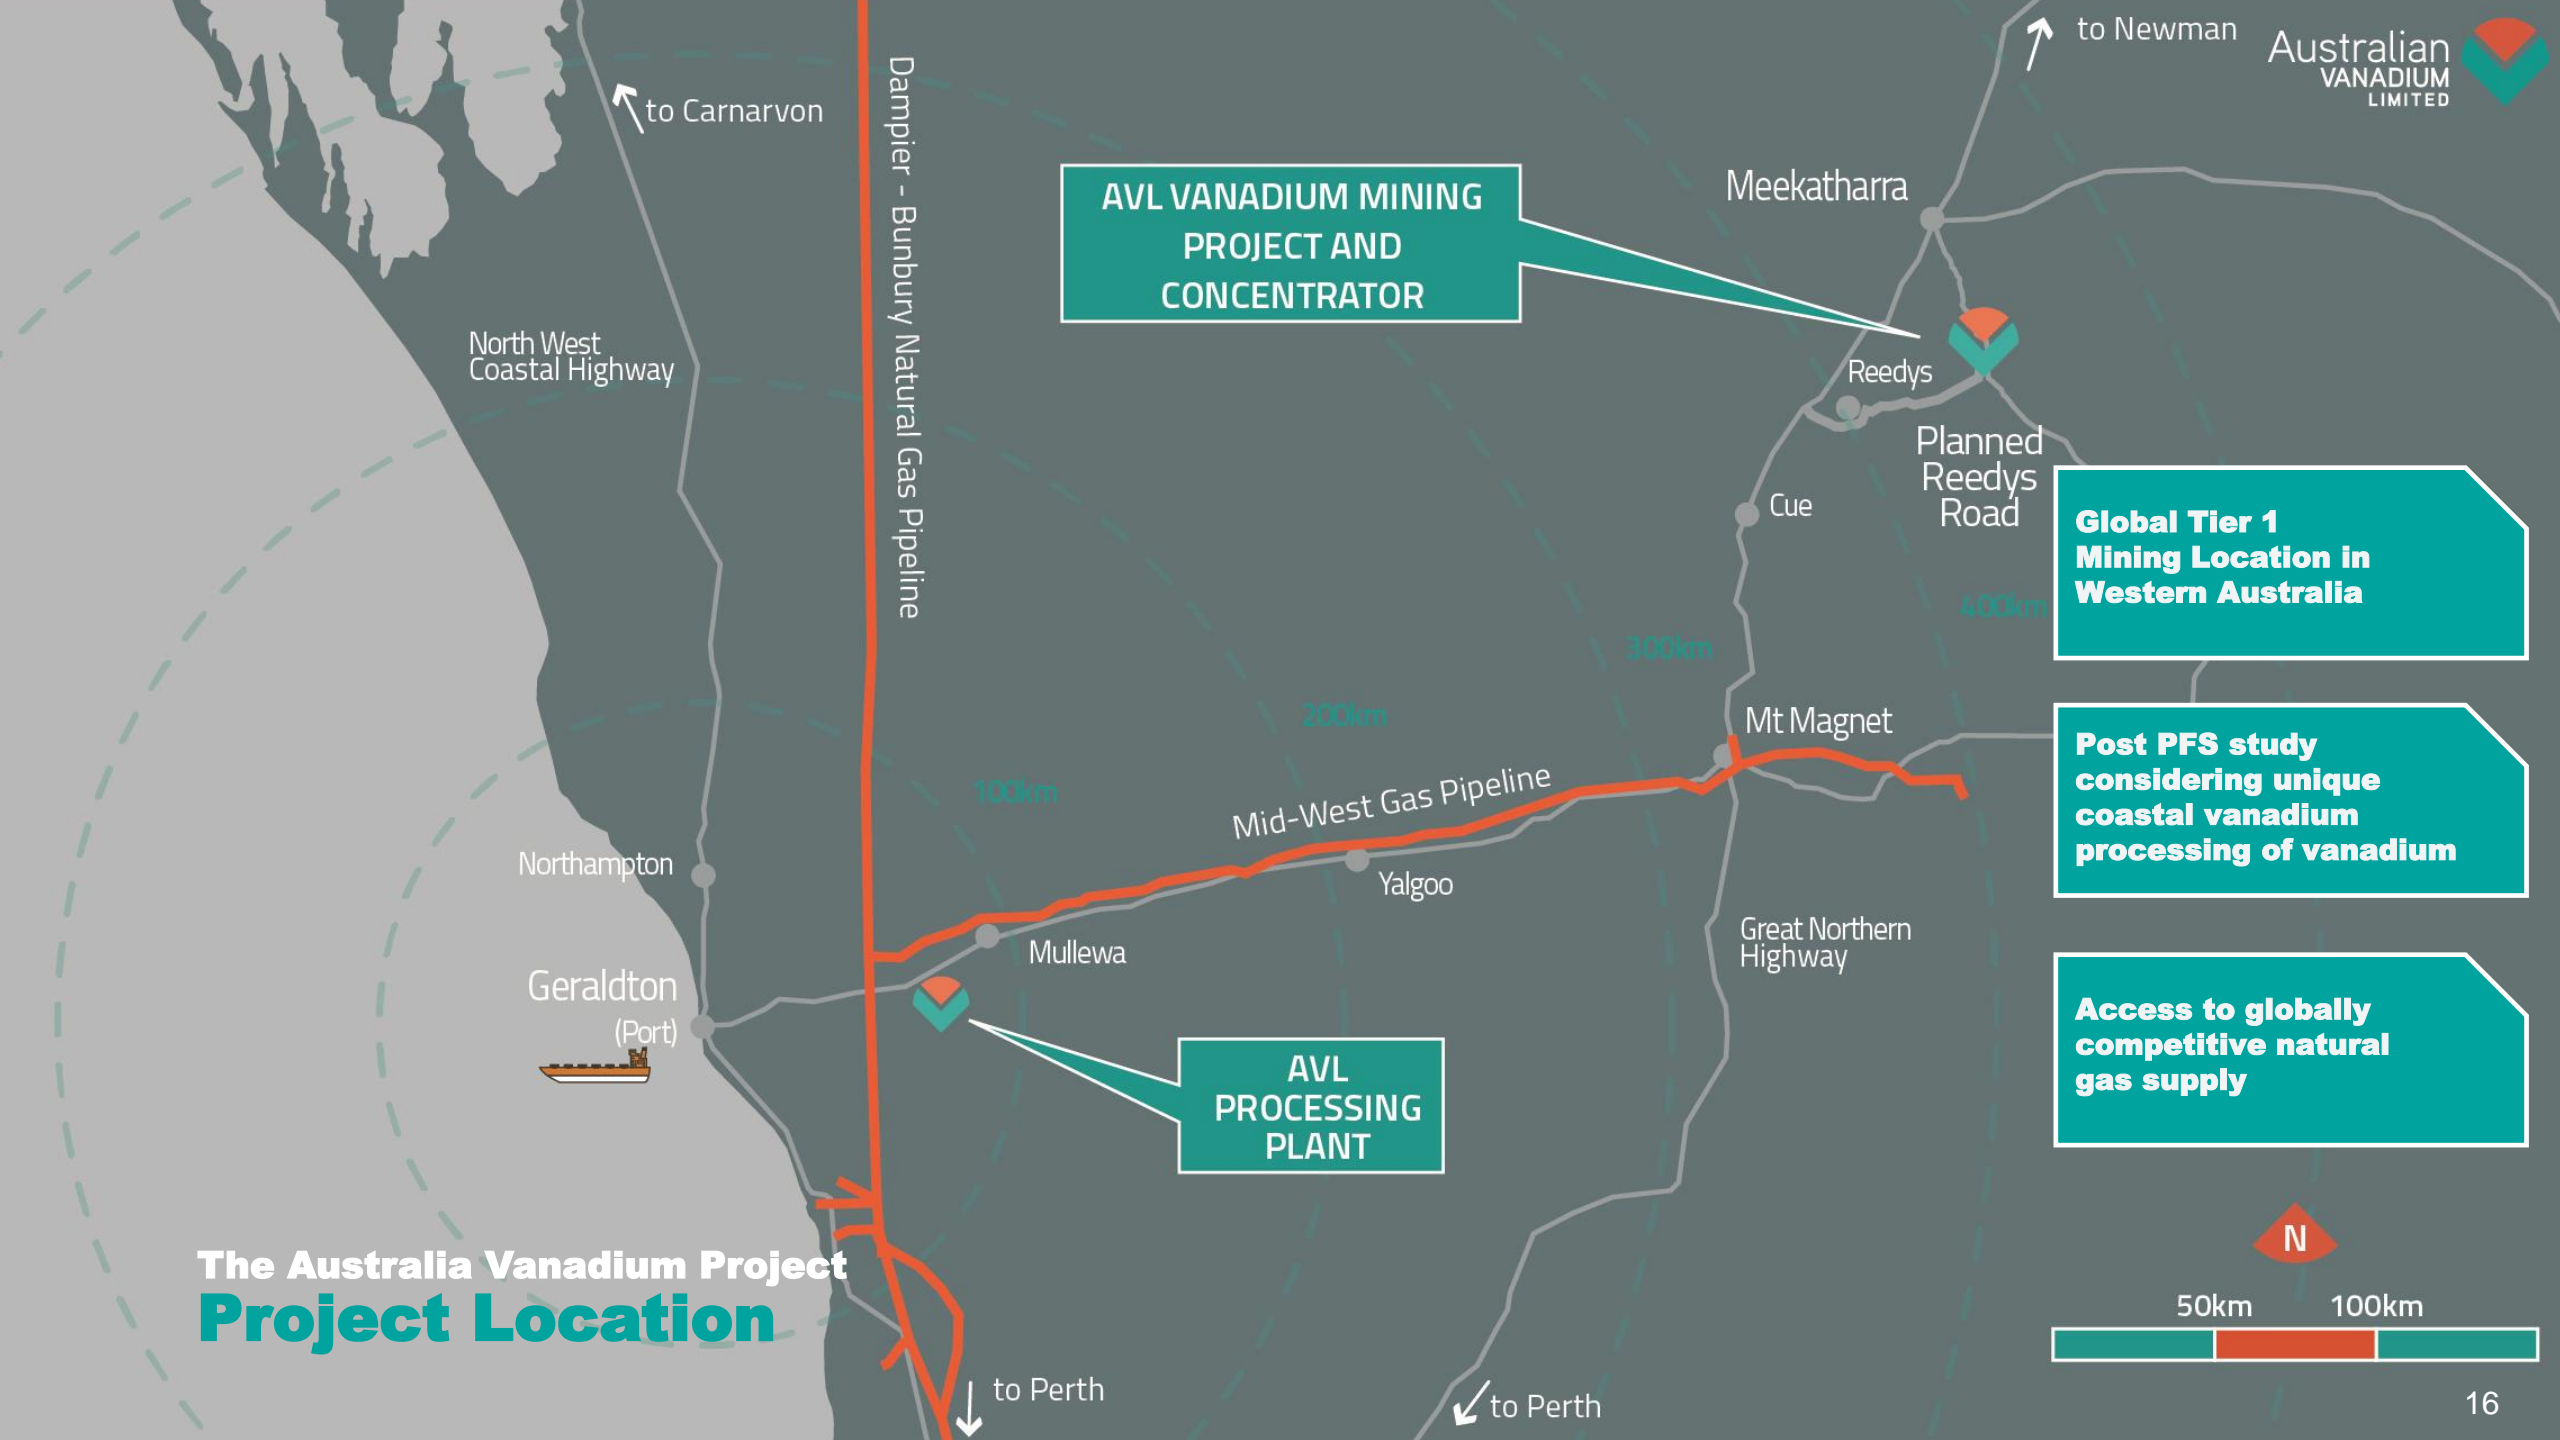 to Newman
Australian
VANADIUM
LIMITED
to Carnarvon
Dampier - Bunbury Natural Gas Pipeline
AVL VANADIUM MINING
PROJECT AND
CONCENTRATOR
Meekatharra
North West
Coastal Highway
Reedys
Planned
Reedys
Road
Cue
Global Tier 1
Mining Location in
Western Australia
400km
300km
200km
100km
Mt Magnet
Mid-West Gas Pipeline
Post PFS study
considering unique
coastal vanadium
processing of vanadium
Northampton
Yalgoo
Mullewa
Great Northern
Highway
Geraldton
(Port)
Access to globally
competitive natural
gas supply
AVL
PROCESSING
PLANT
N
The Australia Vanadium Project
Project Location
50km 100km
to Perth
to Perth
16